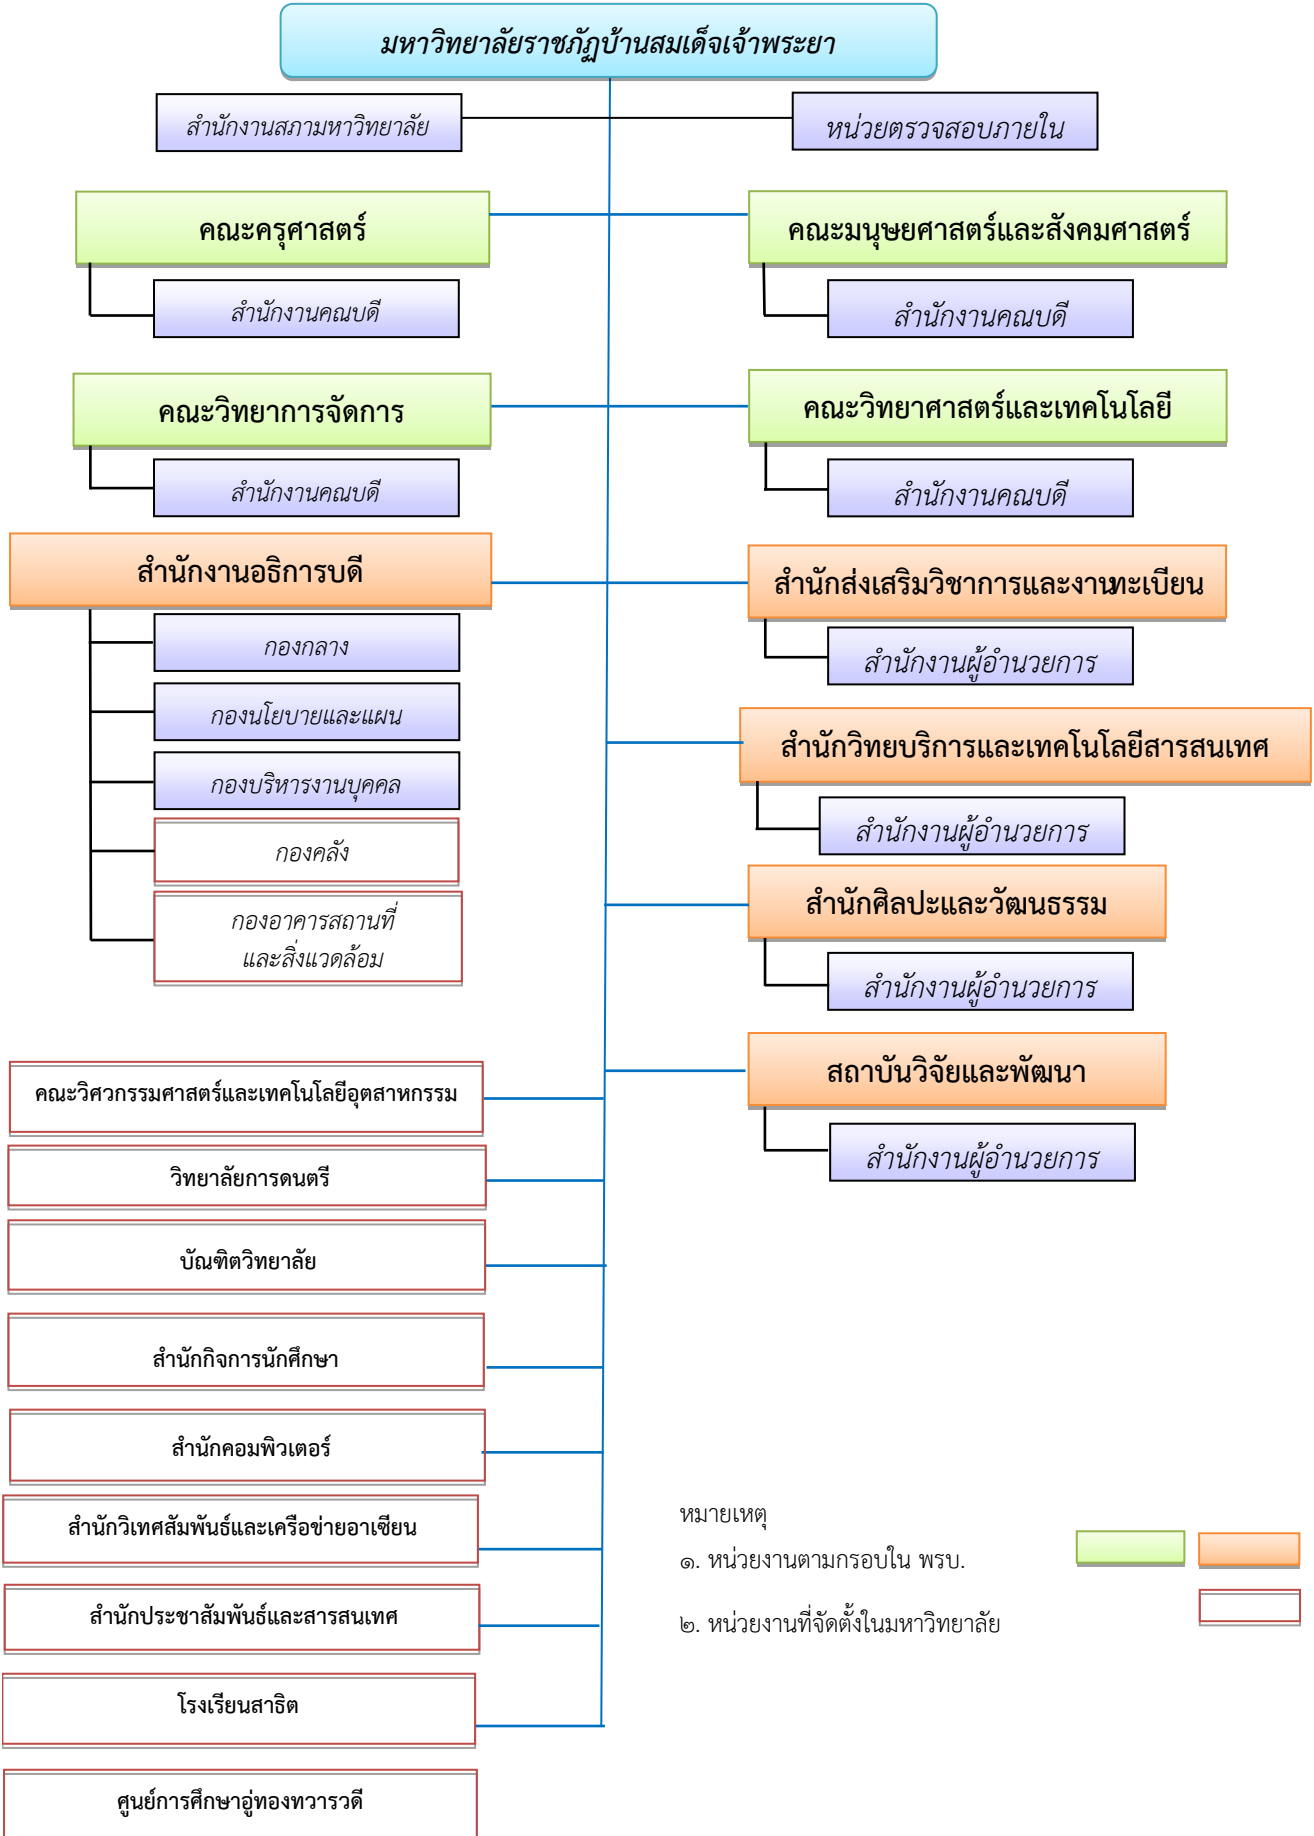 มหาวิทยาลัยราชภัฏบ้านสมเด็จเจ้าพระยา
สำนักงานสภามหาวิทยาลัย
หน่วยตรวจสอบภายใน
คณะครุศาสตร์
คณะมนุษยศาสตร์และสังคมศาสตร์
สำนักงานคณบดี
สำนักงานคณบดี
คณะวิทยาการจัดการ
คณะวิทยาศาสตร์และเทคโนโลยี
สำนักงานคณบดี
สำนักงานคณบดี
สำนักงานอธิการบดี
กองกลาง
กองนโยบายและแผน
กองบริหารงานบุคคล
กองคลัง
กองอาคารสถานที่
และสิ่งแวดล้อม
สำนักส่งเสริมวิชาการและงานทะเบียน
สำนักงานผู้อำนวยการ
สำนักวิทยบริการและเทคโนโลยีสารสนเทศ
สำนักงานผู้อำนวยการ
สำนักศิลปะและวัฒนธรรม
สำนักงานผู้อำนวยการ
สถาบันวิจัยและพัฒนา
สำนักงานผู้อำนวยการ
คณะวิศวกรรมศาสตร์และเทคโนโลยีอุตสาหกรรม
วิทยาลัยการดนตรี
บัณฑิตวิทยาลัย
สำนักกิจการนักศึกษา
สำนักคอมพิวเตอร์
สำนักวิเทศสัมพันธ์และเครือข่ายอาเซียน
สำนักประชาสัมพันธ์และสารสนเทศ
โรงเรียนสาธิต
ศูนย์การศึกษาอู่ทองทวารวดี
หมายเหตุ
๑. หน่วยงานตามกรอบใน พรบ.
๒. หน่วยงานที่จัดตั้งในมหาวิทยาลัย